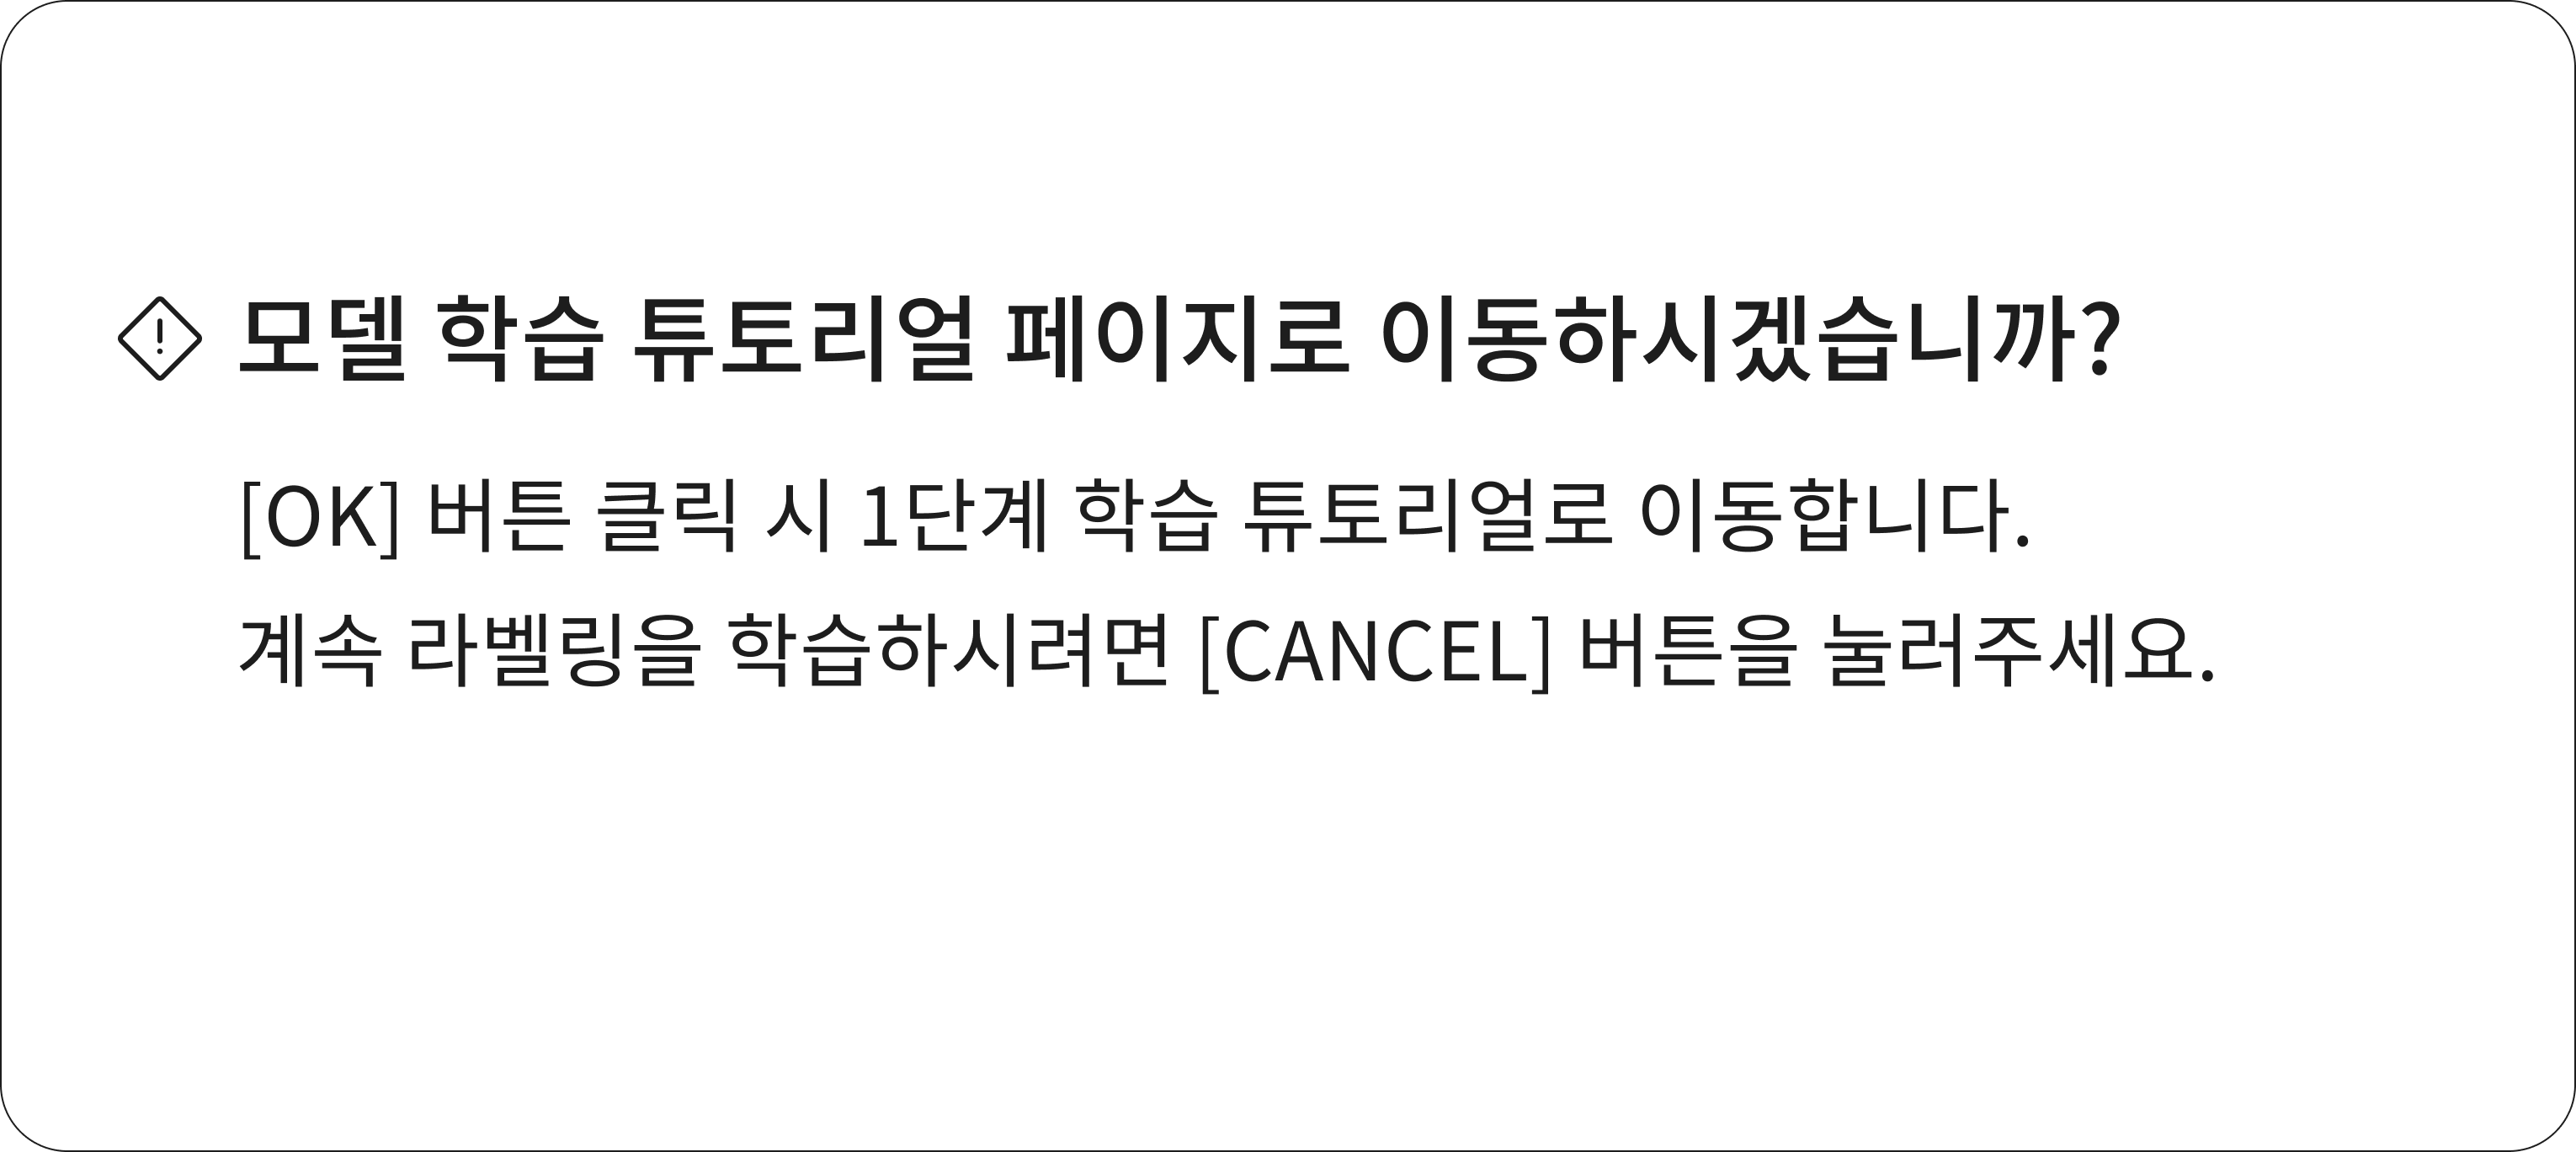 모델 학습 튜토리얼 페이지로 이동하시겠습니까?
[OK] 버튼 클릭 시 1단계 학습 튜토리얼로 이동합니다.
계속 라벨링을 학습하시려면 [CANCEL] 버튼을 눌러주세요.